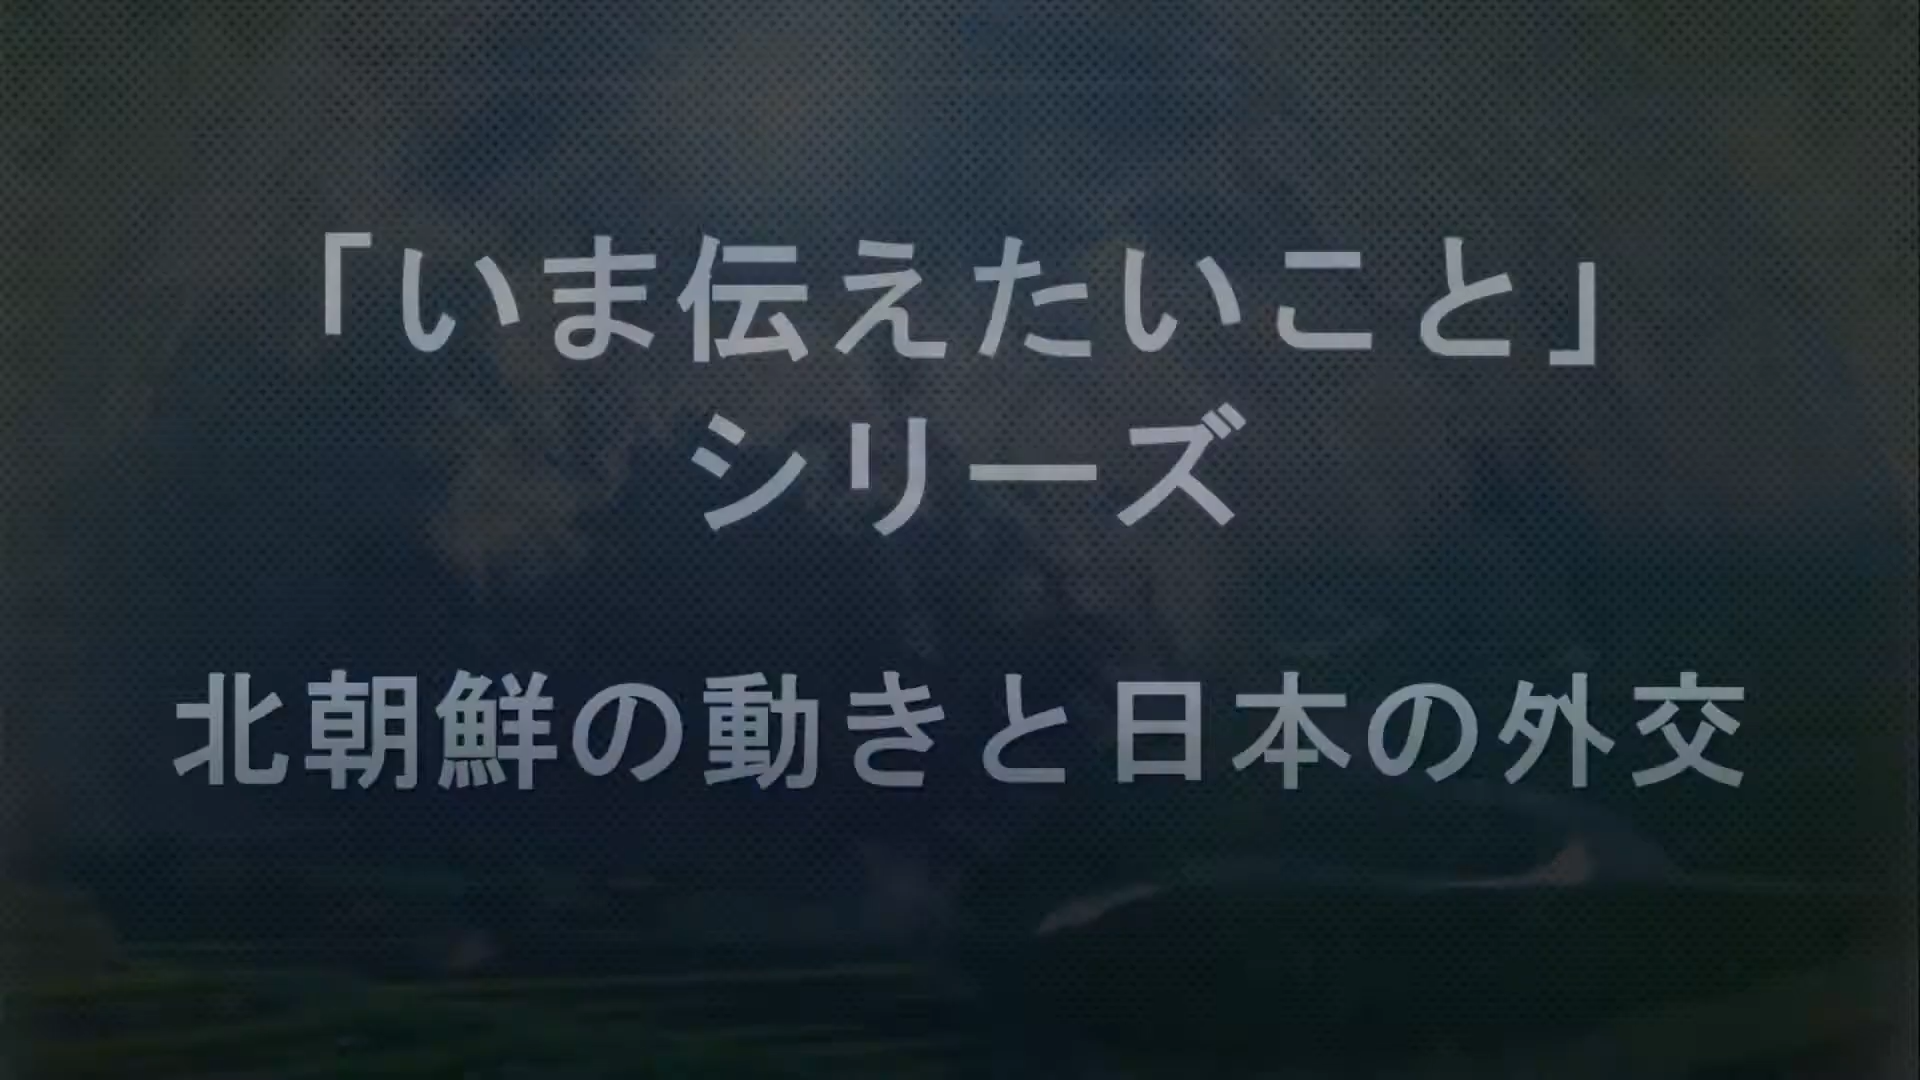 「いま伝えたいこと」
シリーズ
北朝鮮の動きと日本の外交